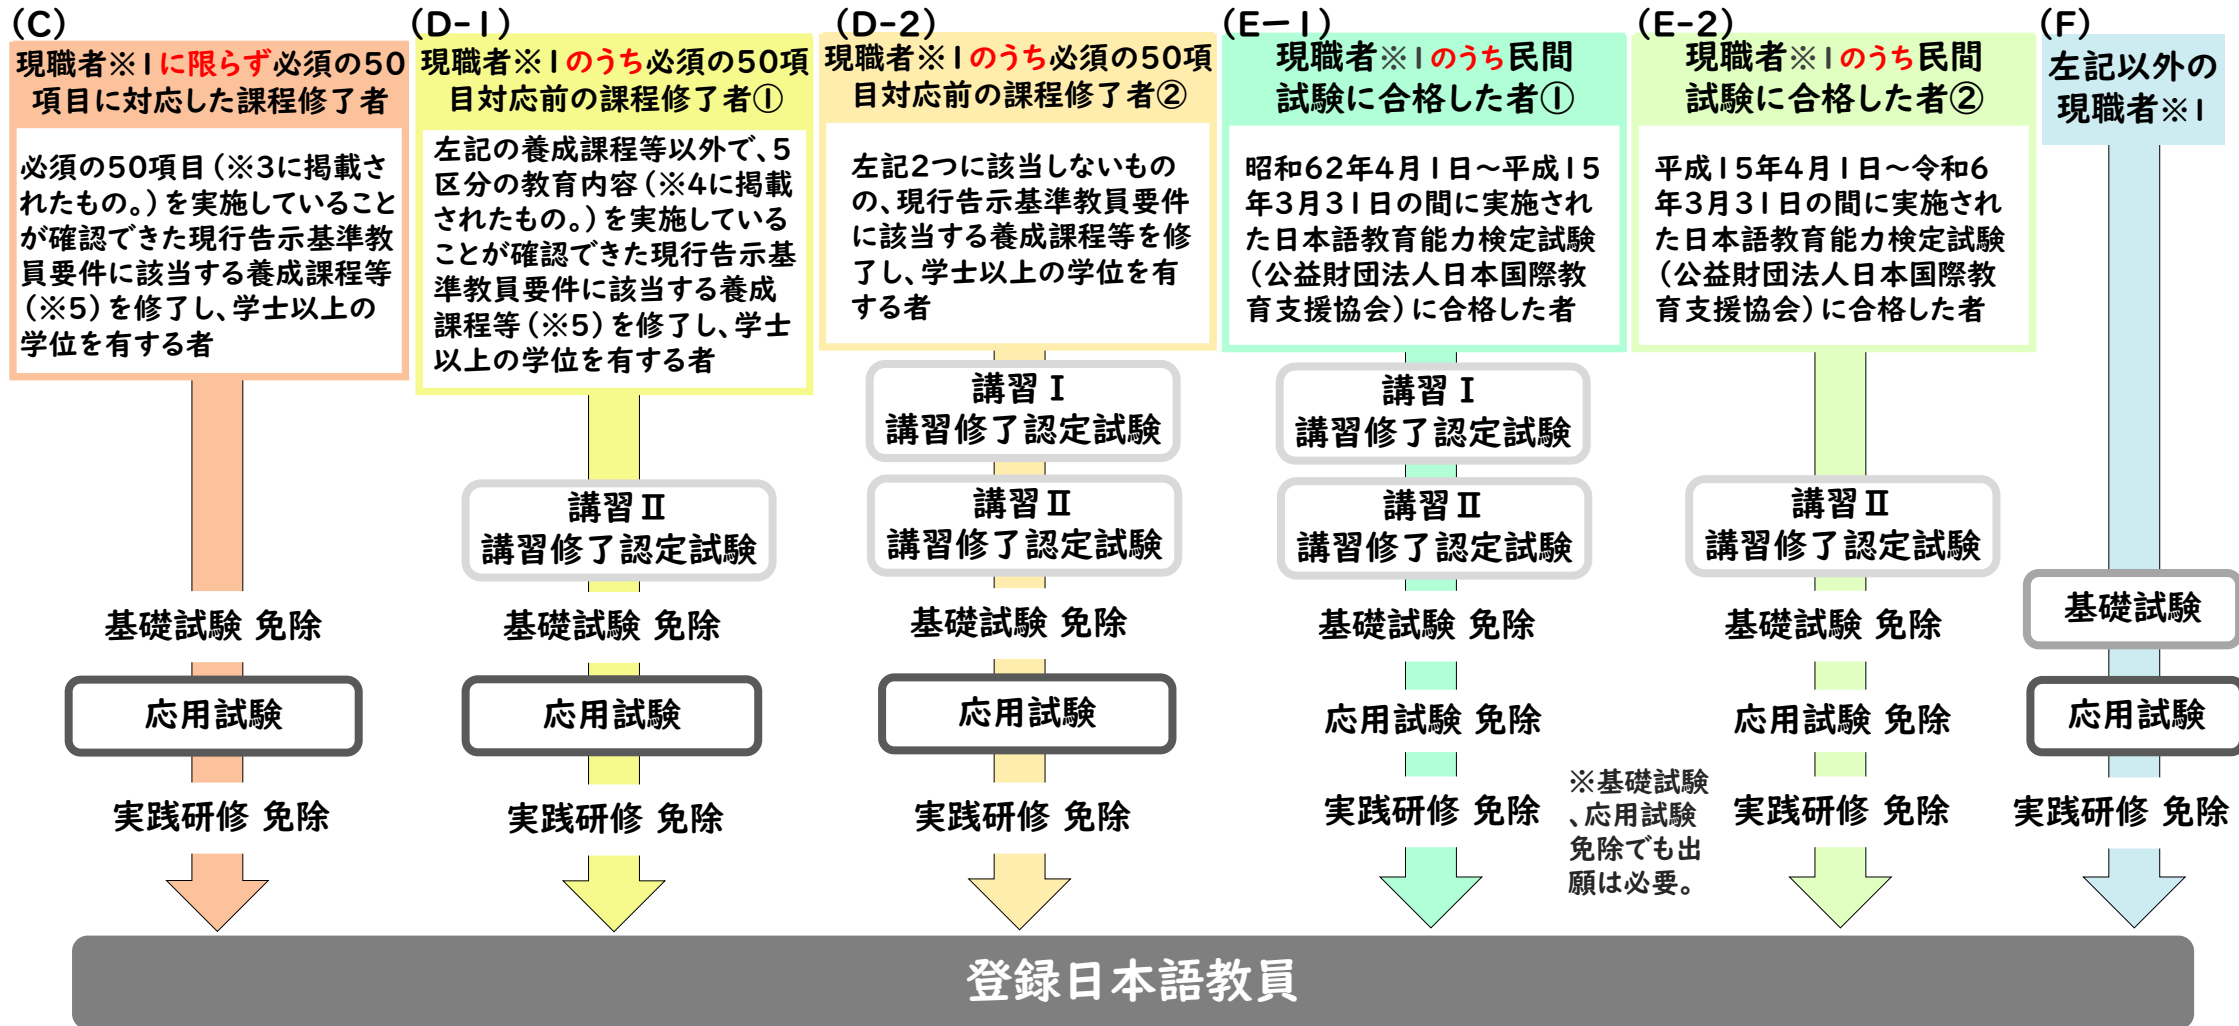 (C)
現職者※1に限らず必須の50
項目に対応した課程修了者
必須の50項目(※3に掲載さ
れたもの。)を実施していること
が確認できた現行告示基準教
員要件に該当する養成課程等
(※5)を修了し、学士以上の
学位を有する者
基礎試験 免除
応用試験
実践研修 免除
(D-1)
現職者※1のうち必須の50項
目対応前の課程修了者①
左記の養成課程等以外で、5
区分の教育内容(※4に掲載
されたもの。)を実施している
ことが確認できた現行告示基
準教員要件に該当する養成
課程等(※5)を修了し、学士
以上の学位を有する者
講習Ⅱ
講習修了認定試験
基礎試験 免除
応用試験
実践研修 免除
(D-2)
現職者※1のうち必須の50項
目対応前の課程修了者②
左記2つに該当しないもの
の、現行告示基準教員要件
に該当する養成課程等を修
了し、学士以上の学位を有
する者
講習Ⅰ
講習修了認定試験
講習Ⅱ
講習修了認定試験
基礎試験 免除
応用試験
実践研修 免除
(E-1)
現職者※1のうち民間
試験に合格した者①
昭和62年4月1日~平成15
年3月31日の間に実施され
た日本語教育能力検定試験
(公益財団法人日本国際教
育支援協会)に合格した者
講習Ⅰ
講習修了認定試験
講習Ⅱ
講習修了認定試験
基礎試験 免除
応用試験 免除
実践研修 免除
※基礎試験
、応用試験
免除でも出
願は必要。
(E-2)
現職者※1のうち民間
試験に合格した者②
平成15年4月1日~令和6
年3月31日の間に実施され
た日本語教育能力検定試験
(公益財団法人日本国際教
育支援協会)に合格した者
講習Ⅱ
講習修了認定試験
基礎試験 免除
応用試験 免除
実践研修 免除
(F)
左記以外の
現職者※1
基礎試験
応用試験
実践研修 免除
登録日本語教員